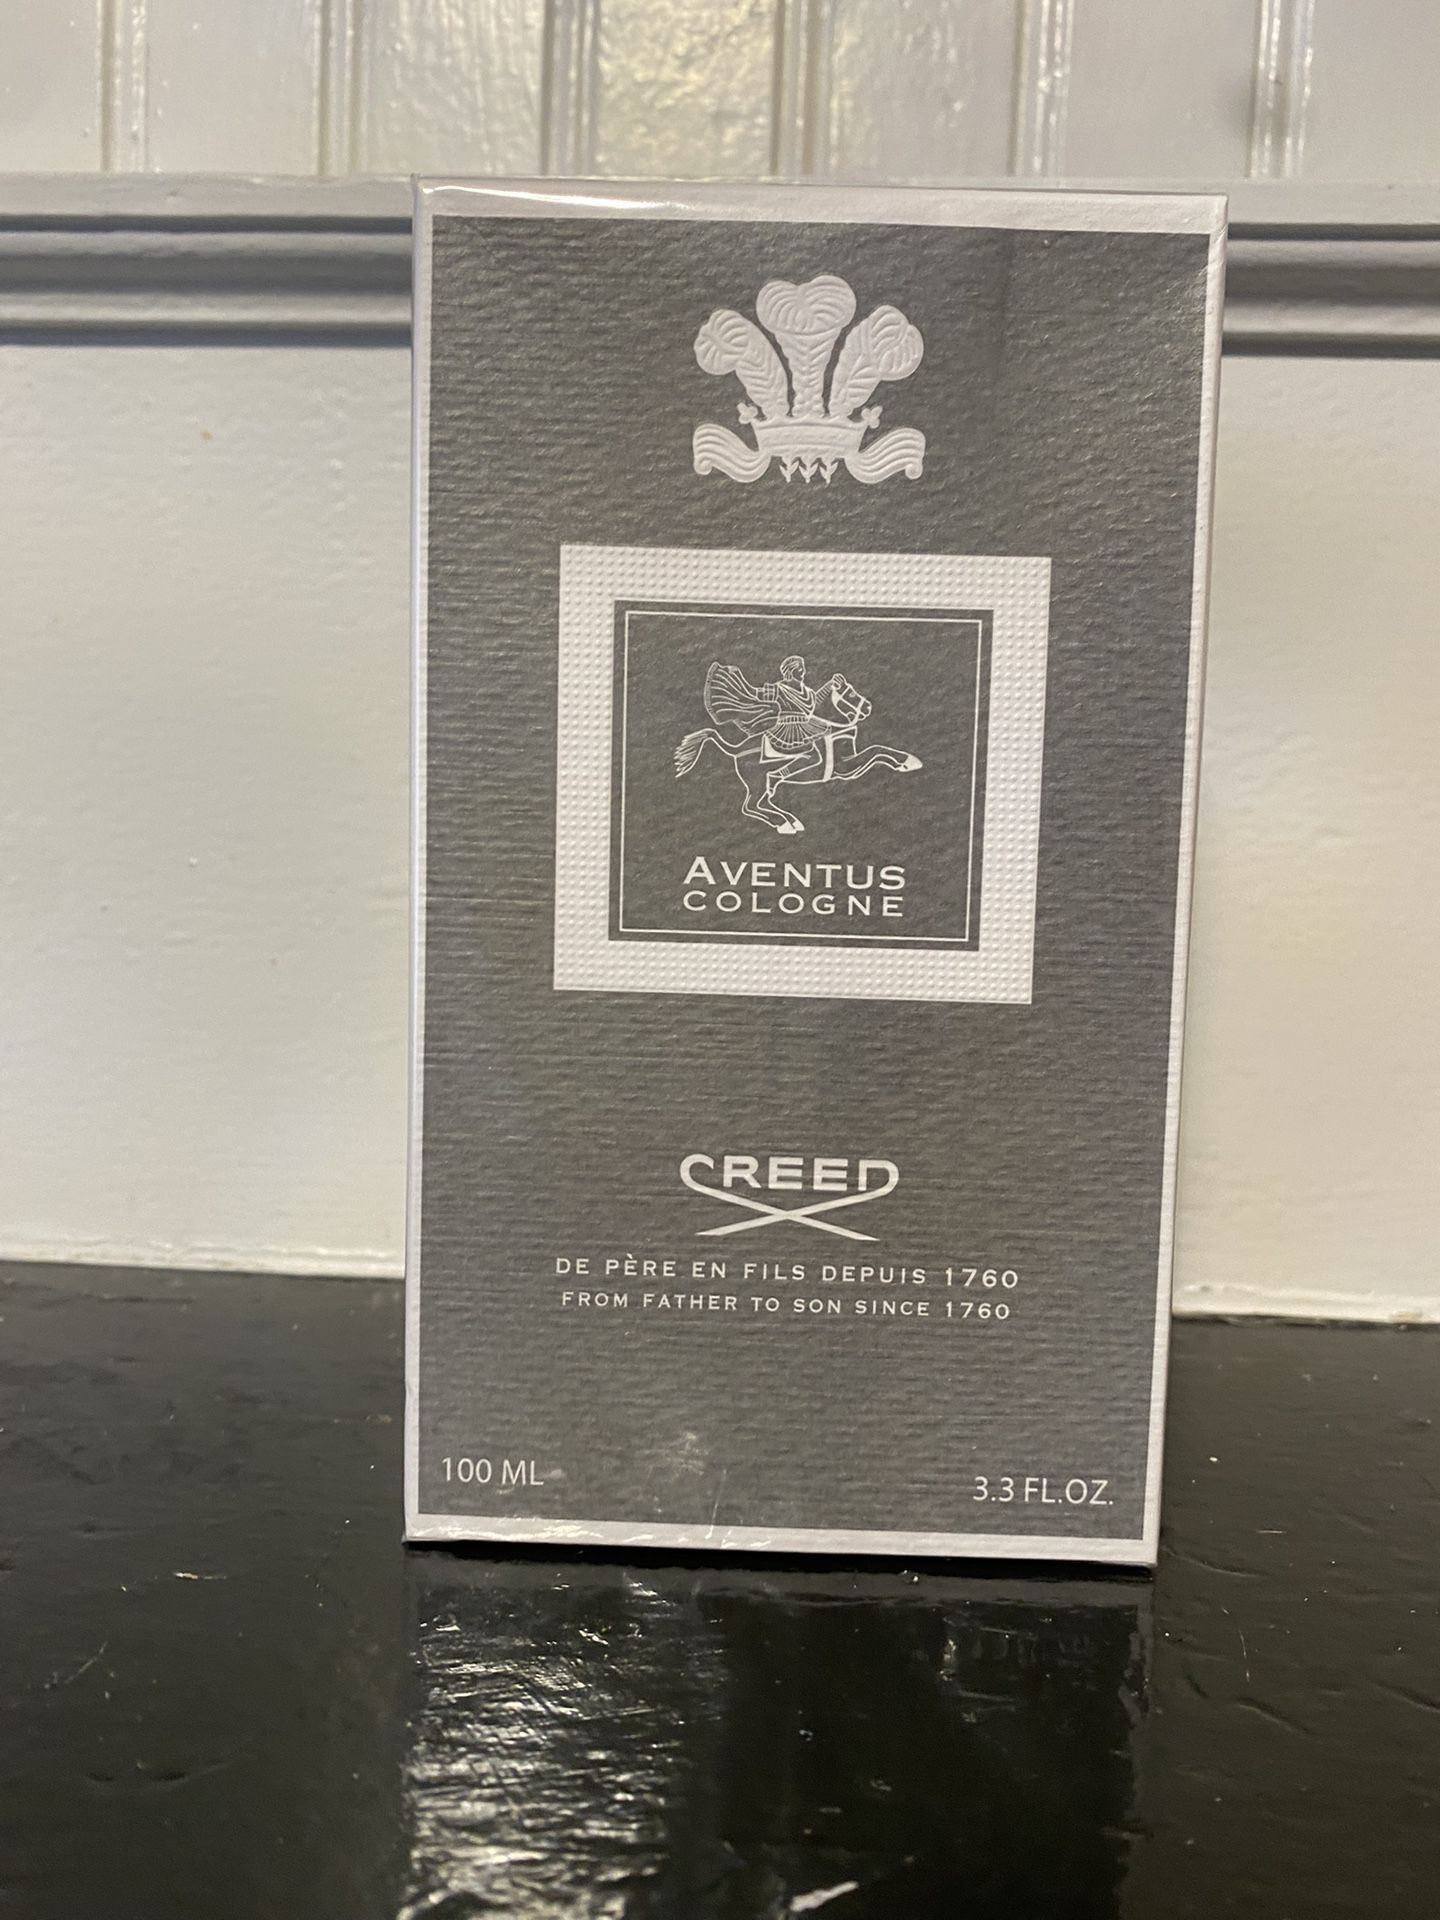 AVENTUS
COLOGNE
CREED
DE PÈRE EN FILS DEPUIS 1760
FROM FATHER TO SON SINCE 1760
100 ML
3.3 FL.OZ.